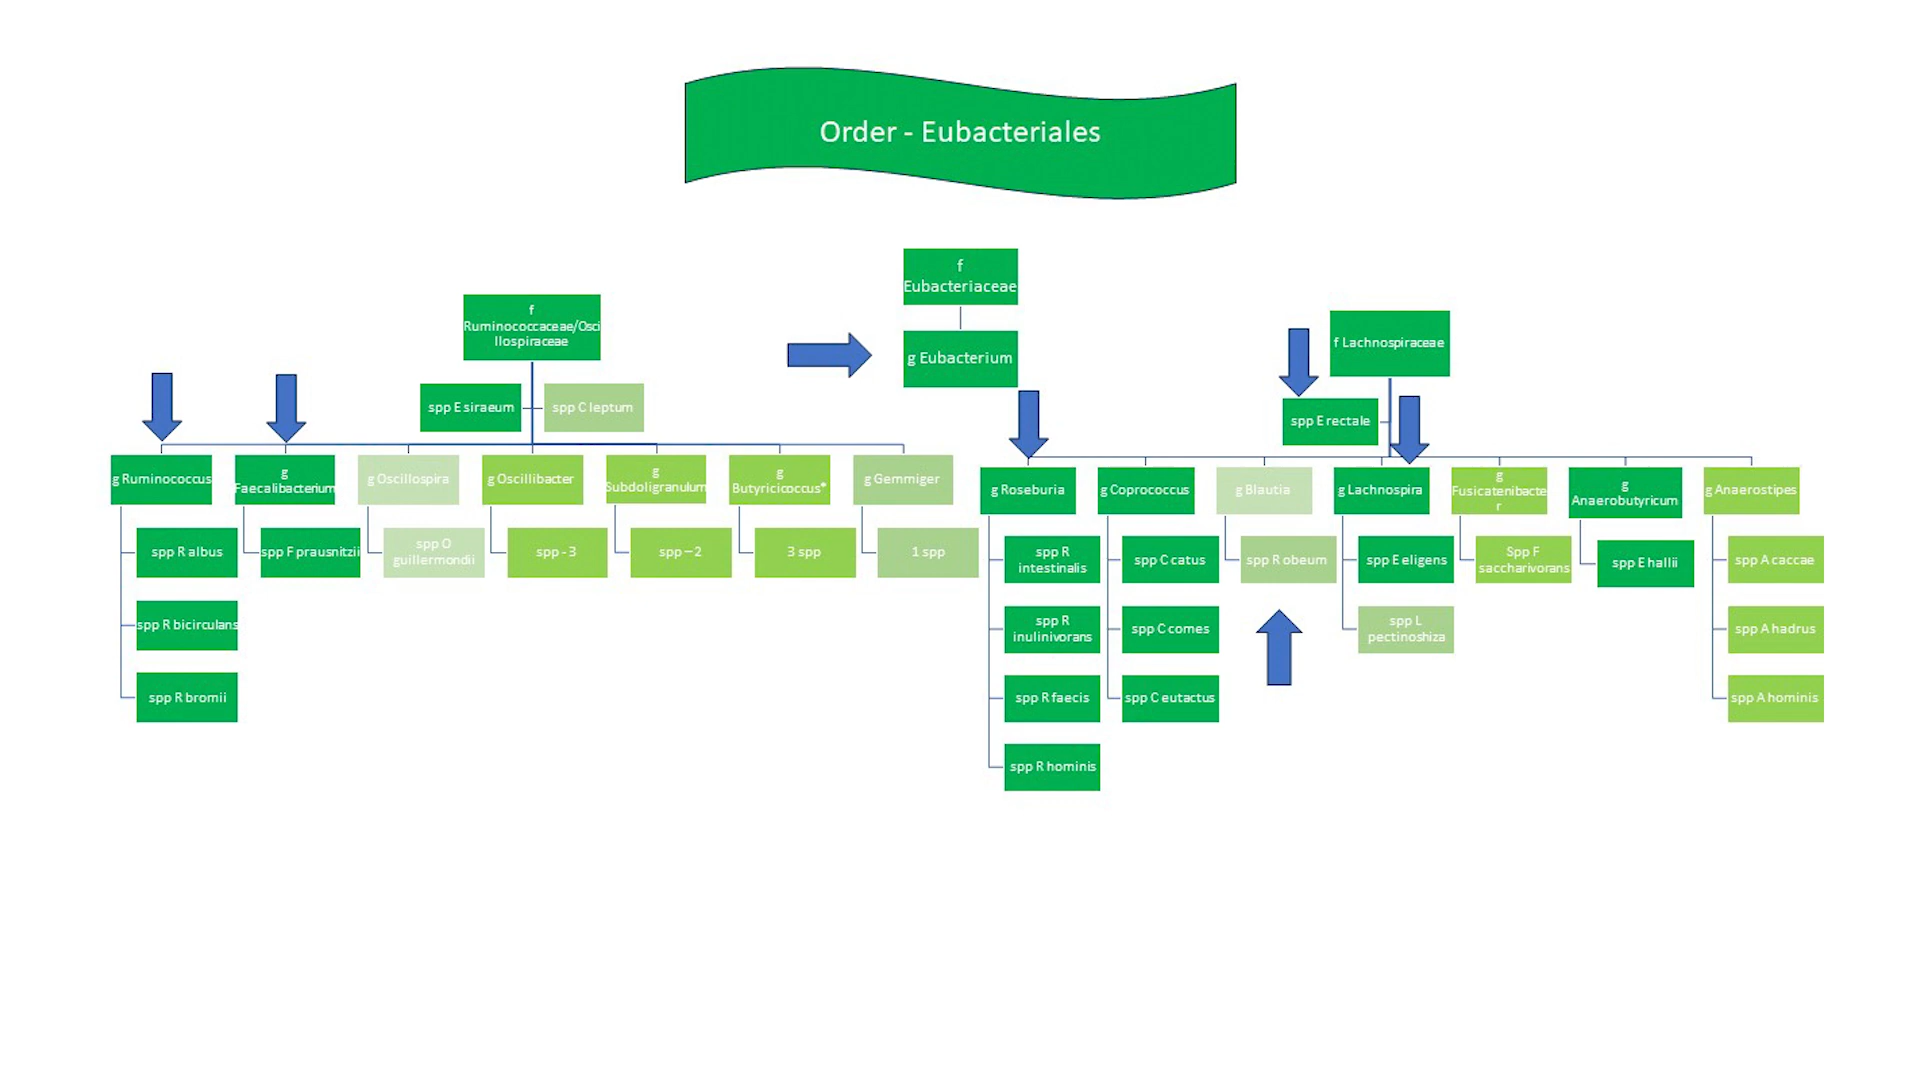 Order - Eubacteriales
f
Eubacteriaceae
g Eubacterium
f
Ruminococcaceae/Osci
llospiraceae
spp E siraeum
spp C leptum
g Ruminococcus
g
Faecalibacterium
g Oscillospira
g Oscillibacter
g
Subdoligranulum
g
Butyricicoccus*
g Gemmiger
spp R albus
spp F prausnitzii
spp O
guillermondii
spp - 3
spp – 2
3 spp
1 spp
spp R bicirculans
spp R bromii
f Lachnospiraceae
spp E rectale
g Roseburia
g Coprococcus
g Blautia
g Lachnospira
g
Fusicatenibacte
r
g
Anaerobutyricum
g Anaerostipes
spp R
intestinalis
spp C catus
spp R obeum
spp E eligens
Spp F
saccharivorans
spp E hallii
spp A caccae
spp R
inulinivorans
spp C comes
spp L
pectinoshiza
spp A hadrus
spp R faecis
spp C eutactus
spp A hominis
spp R hominis